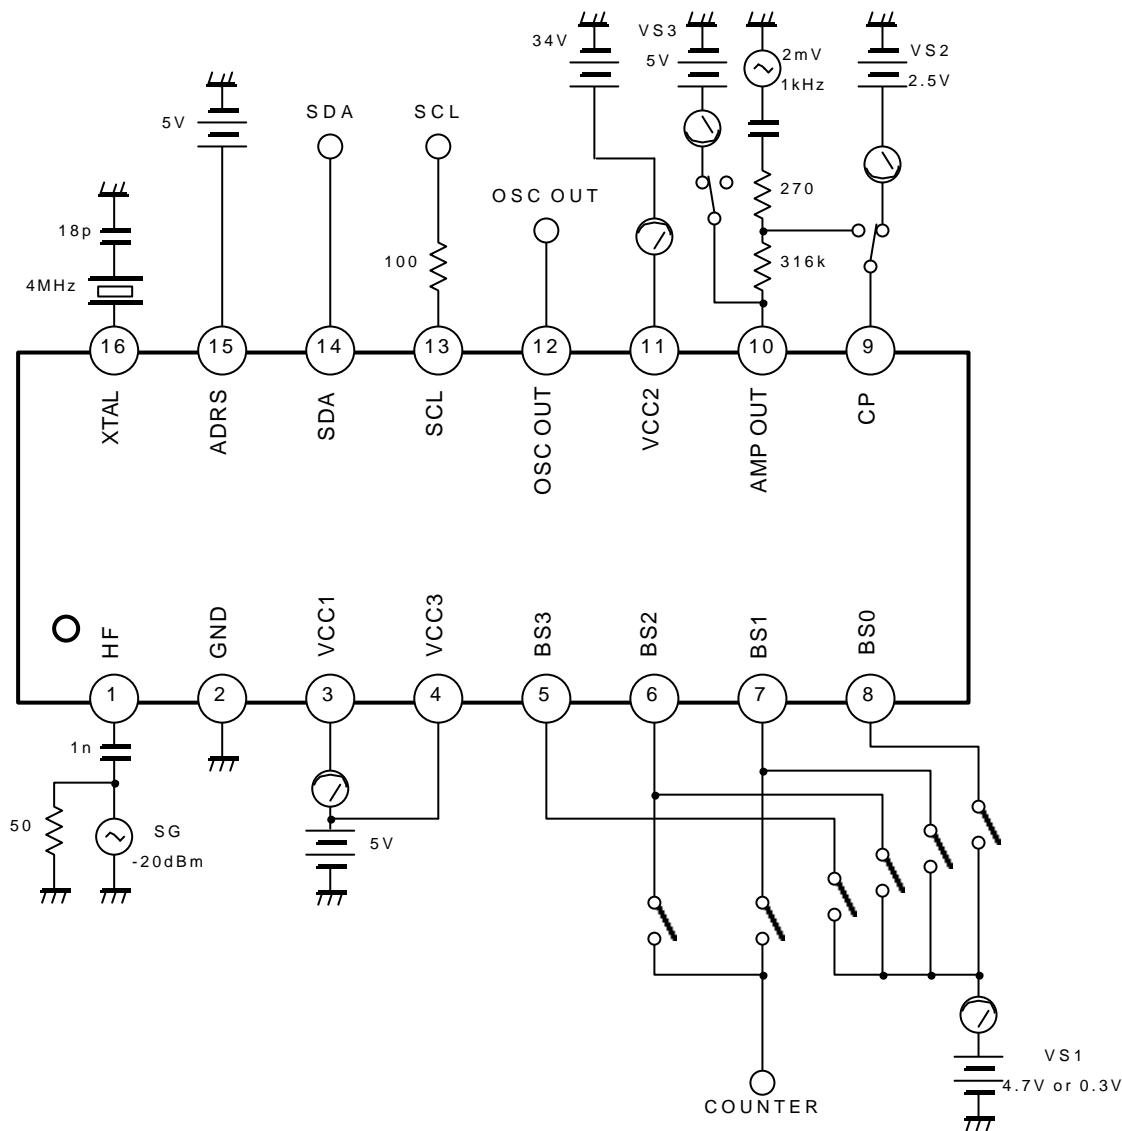 34V
VS3
5V
2mV
1kHz
VS2
2.5V
5V
SDA
SCL
OSC OUT
270
18p
100
316k
4MHz
16
15
14
13
12
11
10
9
XTAL
ADRS
SDA
SCL
OSC OUT
VCC2
AMP OUT
CP
HF
GND
VCC1
VCC3
BS3
BS2
BS1
BS0
1
2
3
4
5
6
7
8
1n
50
SG
-20dBm
5V
VS1
4.7V or 0.3V
COUNTER